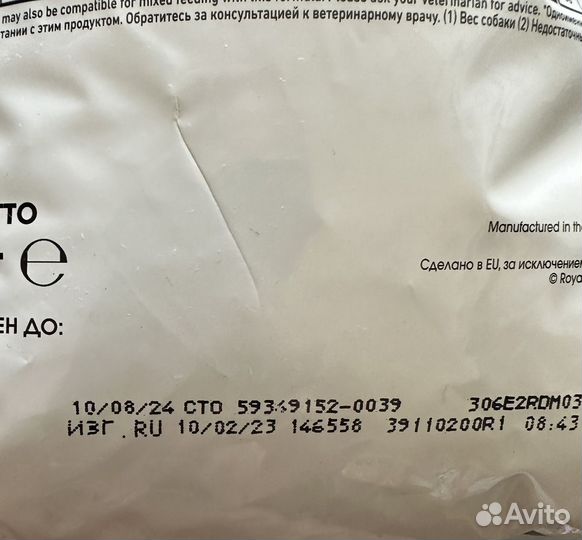 may also be compatible for mixed feeding with this formula. Please ask your veterinarian for advice.
тании с этим продуктом. Обратитесь за консультацией к ветеринарному врачу. (1) Вес собаки (2)
ТТО
e
ЕН ДО:
Manufactured in the
Сделано в EU, за исключением
© Roya
10/08/24 СТО 59349152-0039 306E2RDM03
ИЗГ.RU 10/02/23 146558 39110200R1 08:43
Avito